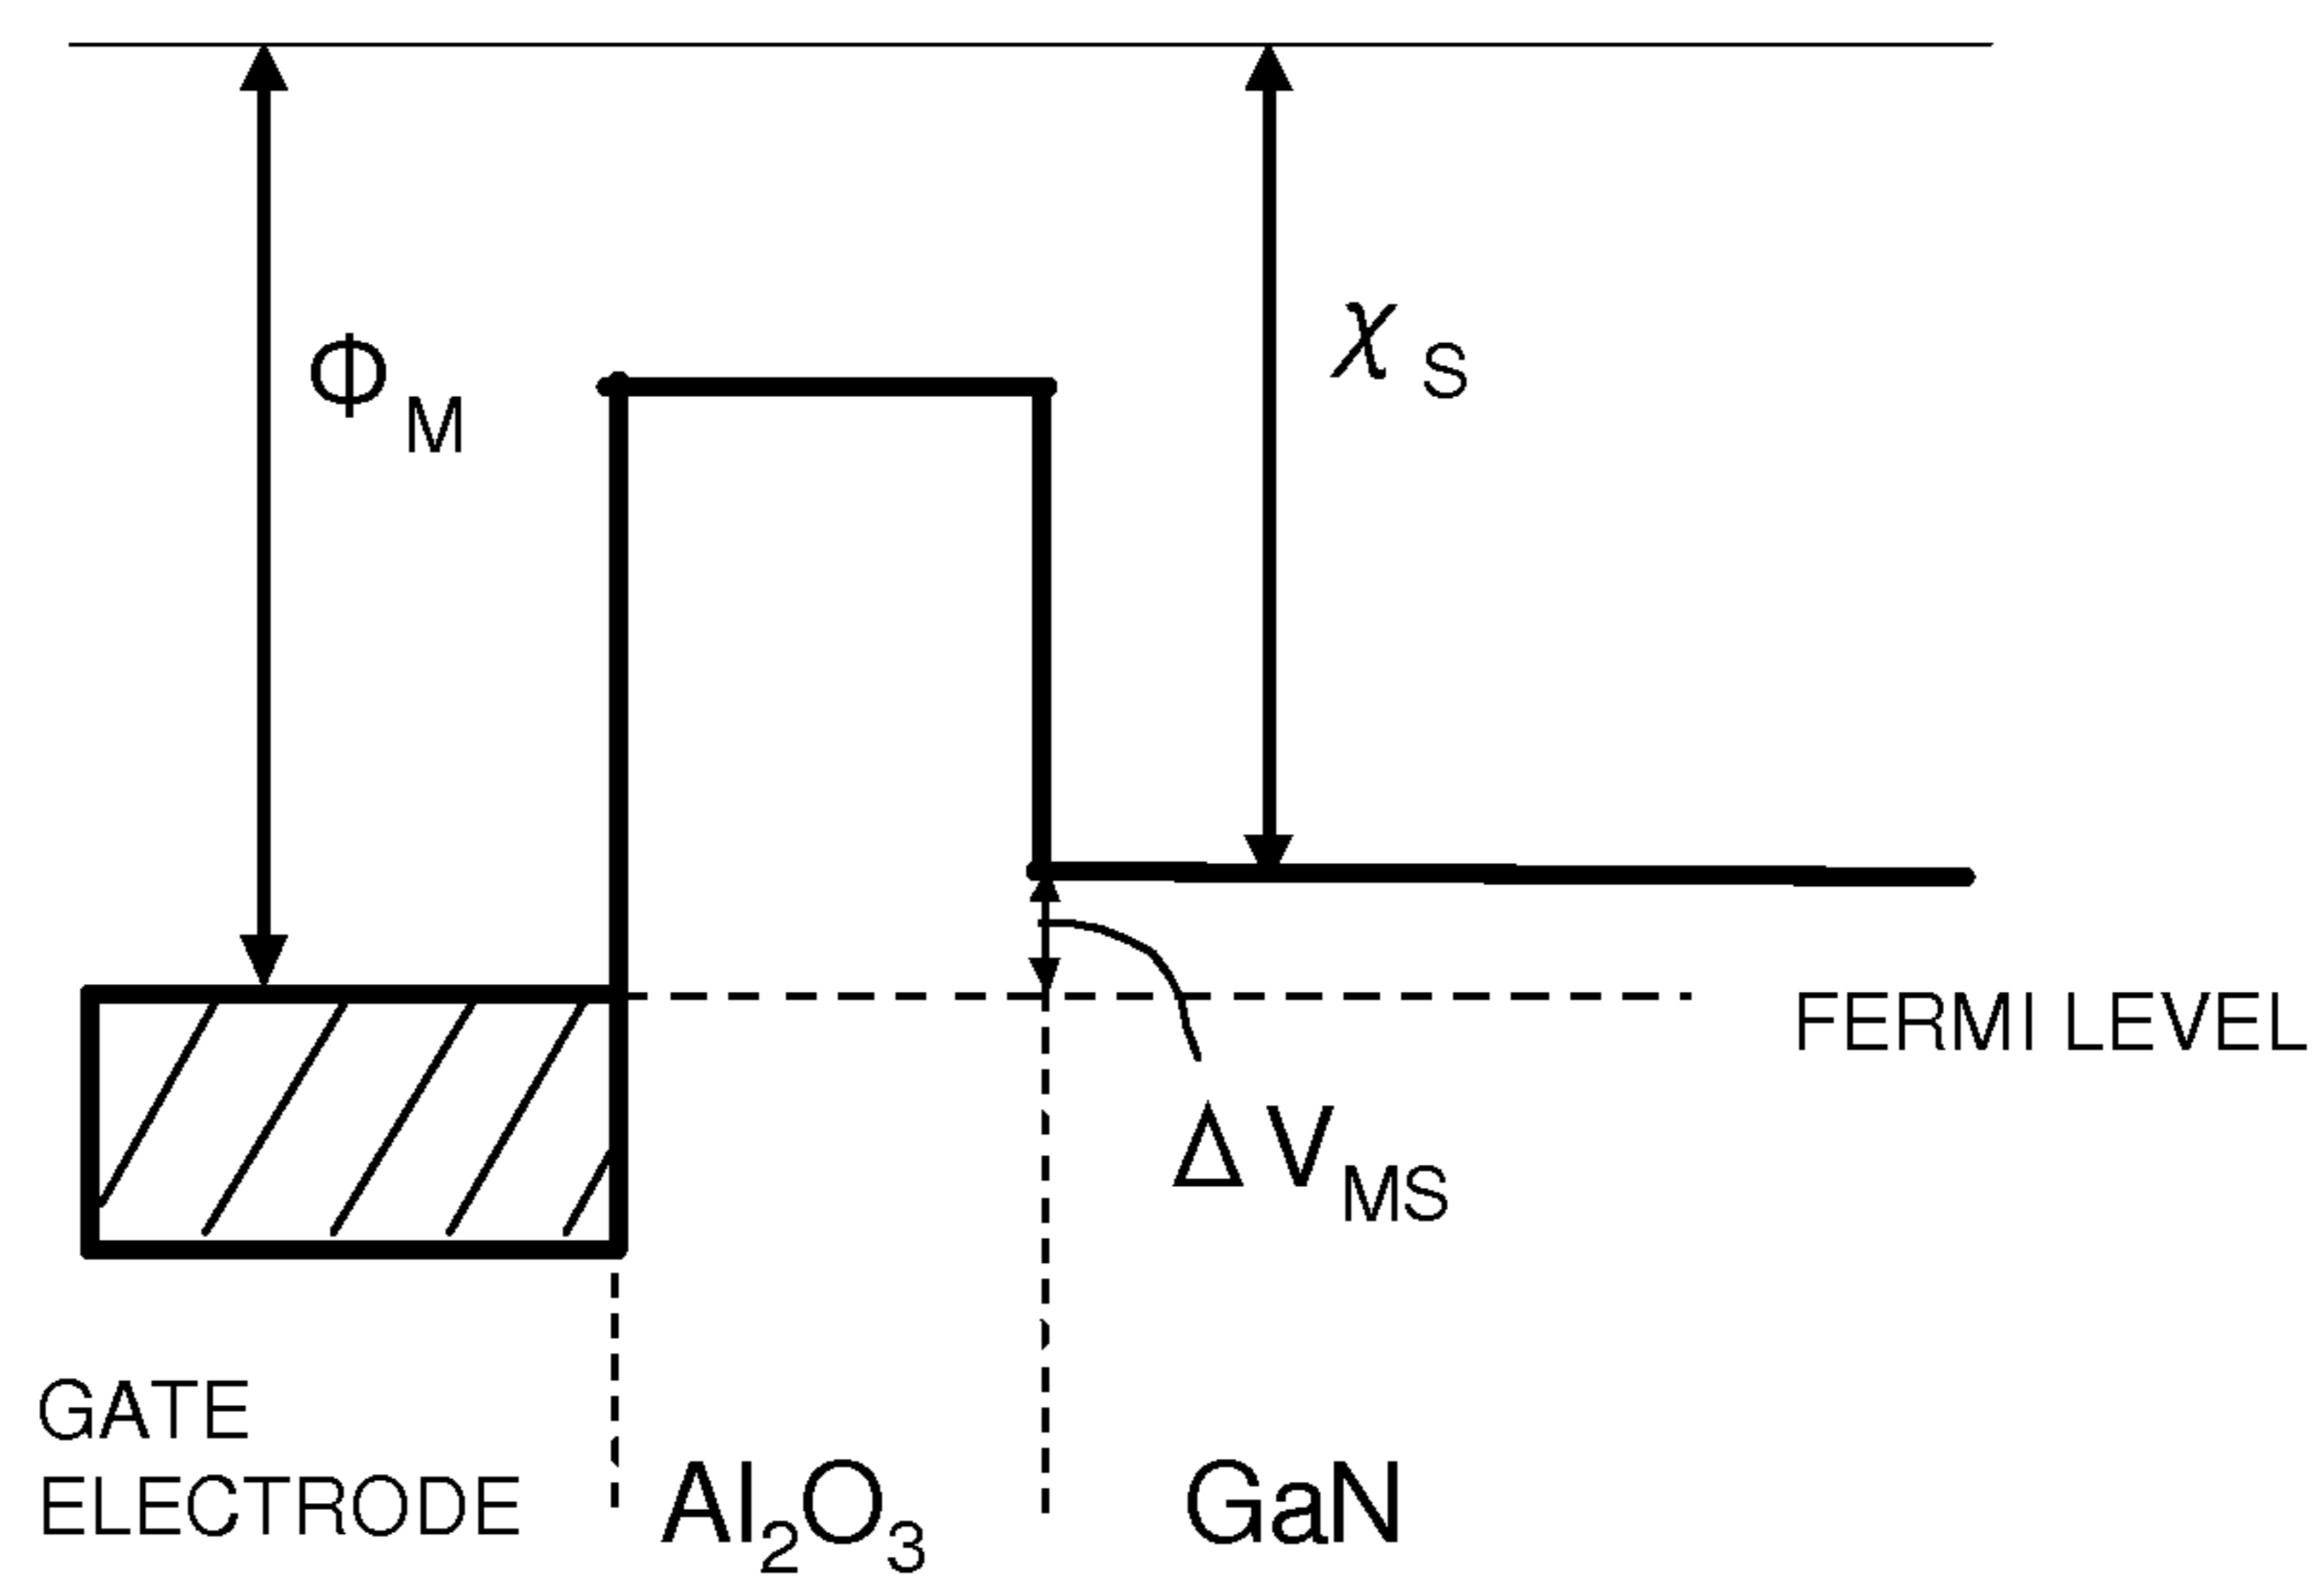 Φ M
χ S
FERMI LEVEL
Δ V MS
GATE
ELECTRODE
Al2O3
GaN